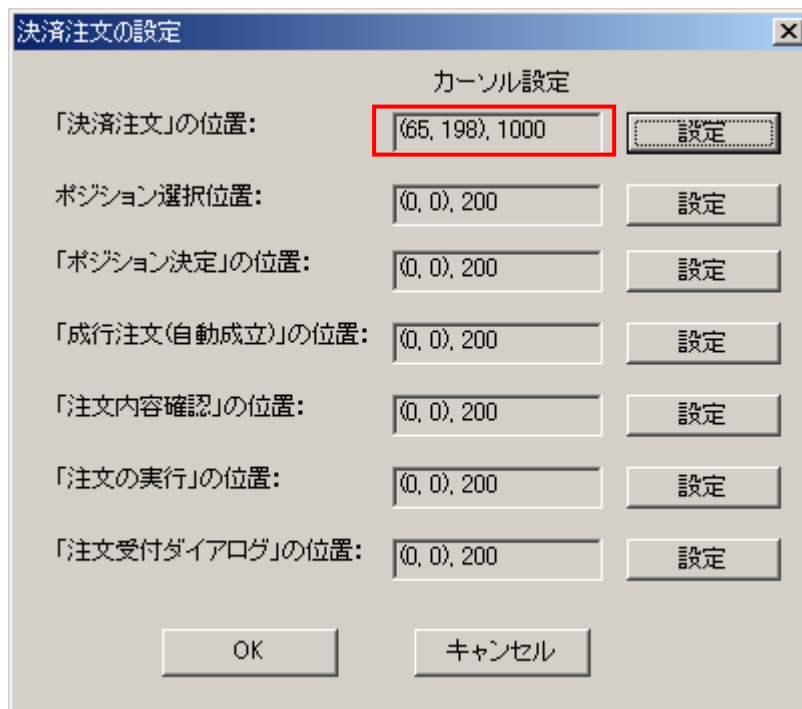 決済注文の設定
カーソル設定
「決済注文」の位置: (65, 198), 1000 設定
ポジション選択位置: (0, 0), 200 設定
「ポジション決定」の位置: (0, 0), 200 設定
「成行注文(自動成立)」の位置: (0, 0), 200 設定
「注文内容確認」の位置: (0, 0), 200 設定
「注文の実行」の位置: (0, 0), 200 設定
「注文受付ダイアログ」の位置: (0, 0), 200 設定
OK キャンセル